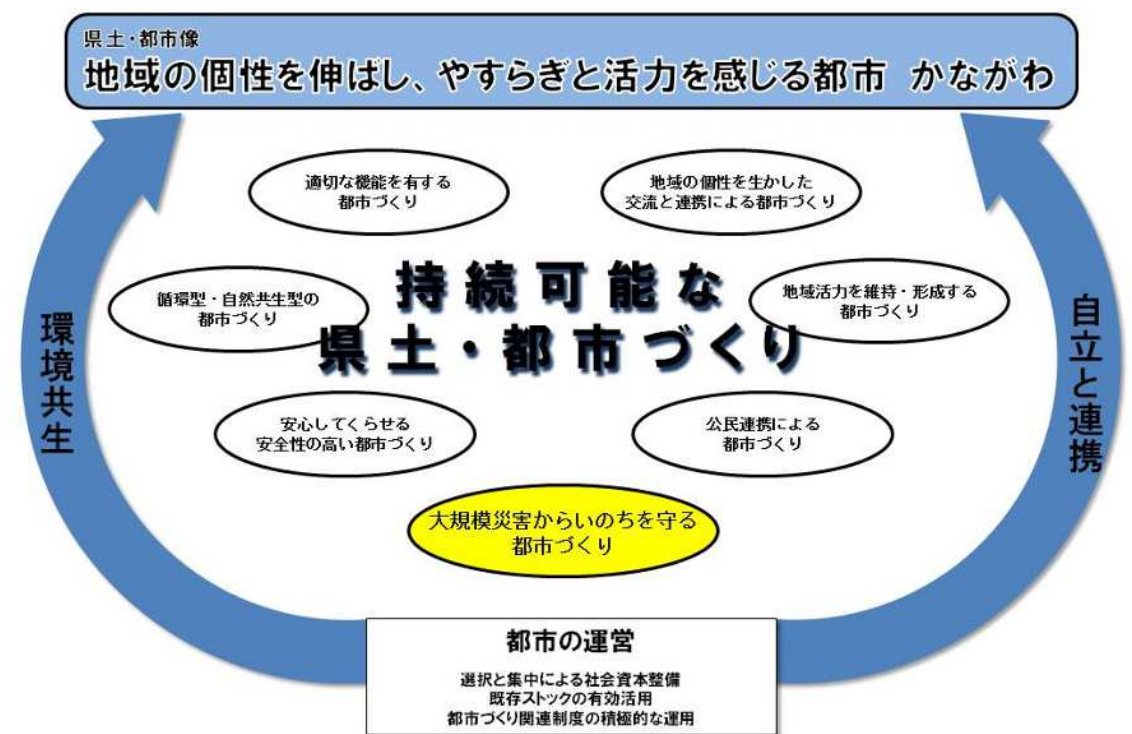 県土・都市像
地域の個性を伸ばし、やすらぎと活力を感じる都市 かながわ
適切な機能を有する
都市づくり
地域の個性を生かした
交流と連携による都市づくり
循環型・自然共生型の
都市づくり
持続可能な
県土・都市づくり
地域活力を維持・形成する
都市づくり
環境共生
自立と連携
安心してくらせる
安全性の高い都市づくり
公民連携による
都市づくり
大規模災害からいのちを守る
都市づくり
都市の運営
選択と集中による社会資本整備
既存ストックの有効活用
都市づくり関連制度の積極的な運用